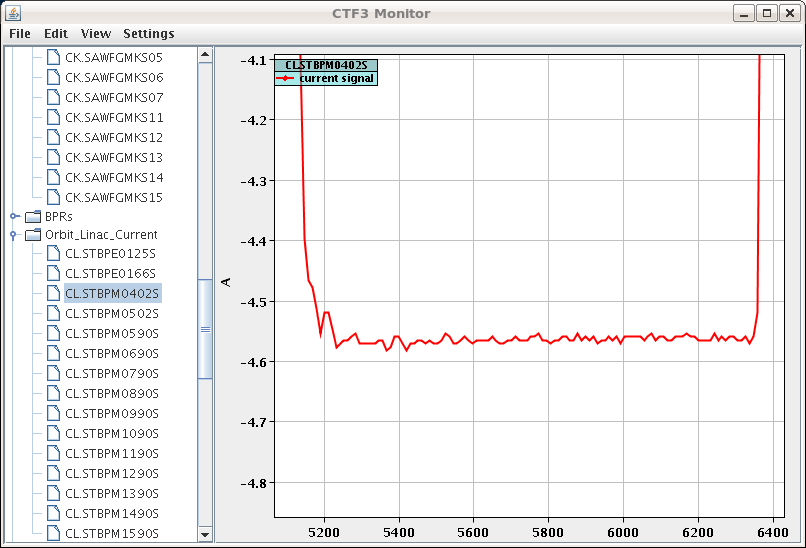 CTF3 Monitor
File Edit View Settings
CK.SAWFGMKS05
CK.SAWFGMKS06
CK.SAWFGMKS07
CK.SAWFGMKS11
CK.SAWFGMKS12
CK.SAWFGMKS13
CK.SAWFGMKS14
CK.SAWFGMKS15
BPRs
Orbit_Linac_Current
CL.STBPE0125S
CL.STBPE0166S
CL.STBPM0402S
CL.STBPM0502S
CL.STBPM0590S
CL.STBPM0690S
CL.STBPM0790S
CL.STBPM0890S
CL.STBPM0990S
CL.STBPM1090S
CL.STBPM1190S
CL.STBPM1290S
CL.STBPM1390S
CL.STBPM1490S
CL.STBPM1590S
CLSTBPM0402S
current signal
A
-4.1
-4.2
-4.3
-4.4
-4.5
-4.6
-4.7
-4.8
5200 5400 5600 5800 6000 6200 6400